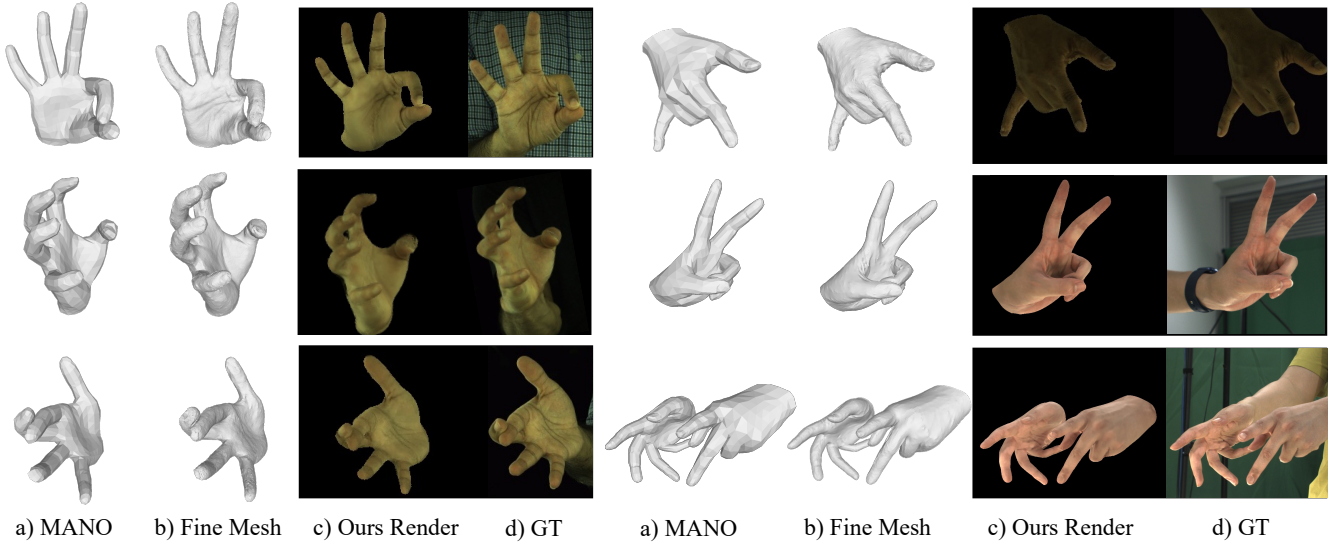 a) MANO b) Fine Mesh c) Ours Render d) GT a) MANO b) Fine Mesh c) Ours Render d) GT